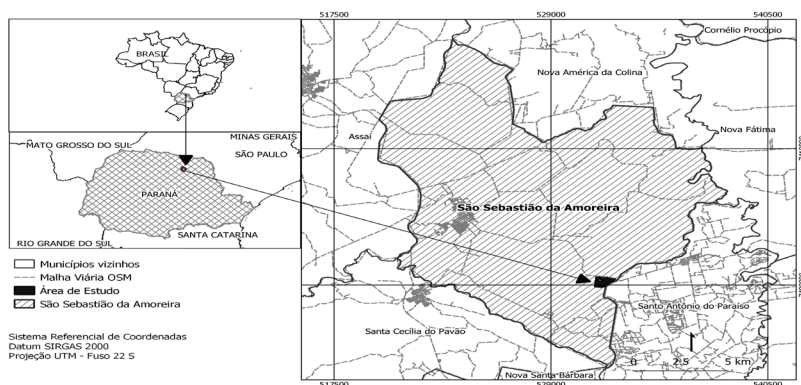 BRASIL
MATO GROSSO DO SUL
MINAS GERAIS
SÃO PAULO
PARANÁ
SANTA CATARINA
RIO GRANDE DO SUL
Municípios vizinhos
Malha Viária OSM
Área de Estudo
São Sebastião da Amoreira
Sistema Referencial de Coordenadas
Datum SIRGAS 2000
Projeção UTM - Fuso 22 S
517500 529000 540500
Cornélio Procópio
Nova América da Colina
Nova Fátima
Assaí
São Sebastião da Amoreira
Santo Antônio do Paraíso
Santa Cecília do Pavão
Nova Santa Bárbara
0 2.5 5 km
517500 529000 540500